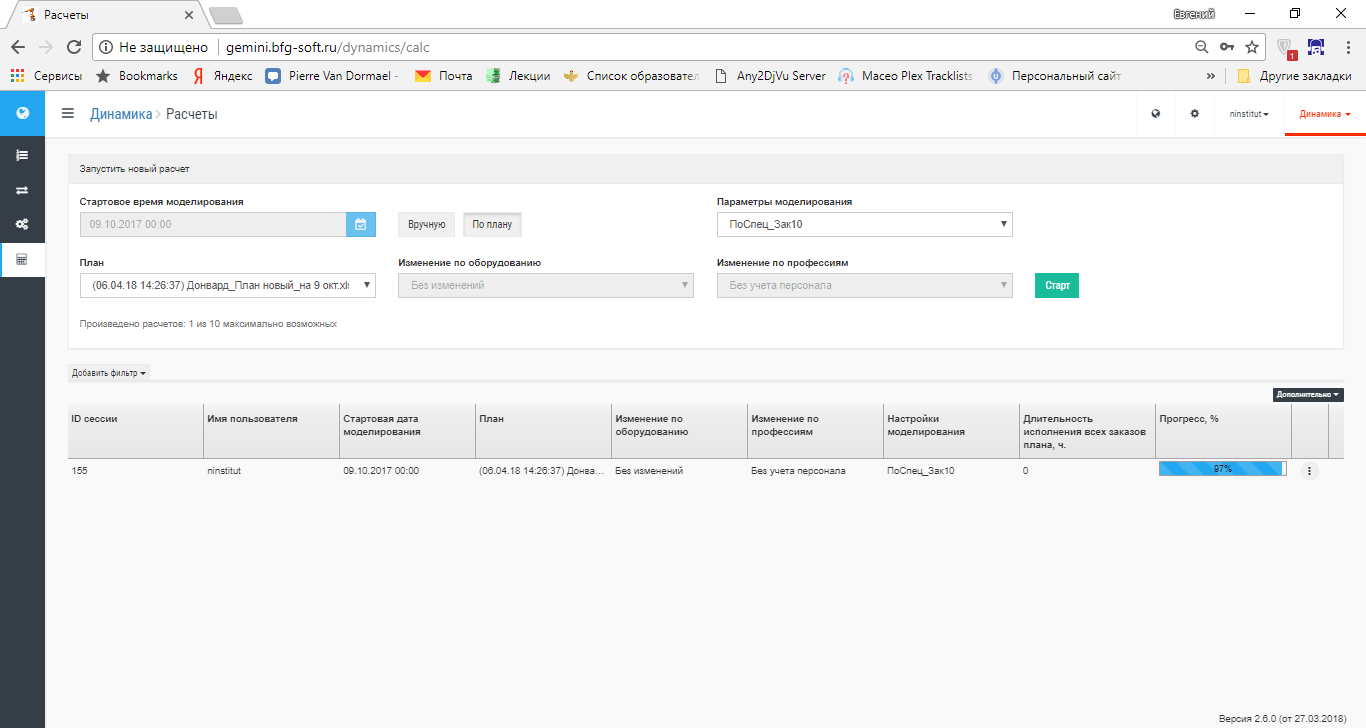 Расчеты
Евгений
Не защищено
gemini.bfg-soft.ru/dynamics/calc
1
Сервисы
Bookmarks
Яндекс
Pierre Van Dormael -
Почта
Лекции
Список образовател
Any2DjVu Server
Maceo Plex Tracklists
Персональный сайт
»
Другие закладки
Динамика > Расчеты
ninstitut
Динамика
Запустить новый расчет
Стартовое время моделирования
Параметры моделирования
09.10.2017 00:00
Вручную
По плану
ПоСпец_Зак10
План
Изменение по оборудованию
Изменение по профессиям
(06.04.18 14:26:37) Донвард_План новый_на 9 окт.xls
Без изменений
Без учета персонала
Старт
Произведено расчетов: 1 из 10 максимально возможных
Добавить фильтр
Дополнительно
ID сессии
Имя пользователя
Стартовая дата
моделирования
План
Изменение по
оборудованию
Изменение по
профессиям
Настройки
моделирования
Длительность
исполнения всех заказов
плана, ч.
Прогресс, %
155
ninstitut
09.10.2017 00:00
(06.04.18 14:26:37) Донва...
Без изменений
Без учета персонала
ПоСпец_Зак10
0
97%
Версия 2.6.0 (от 27.03.2018)